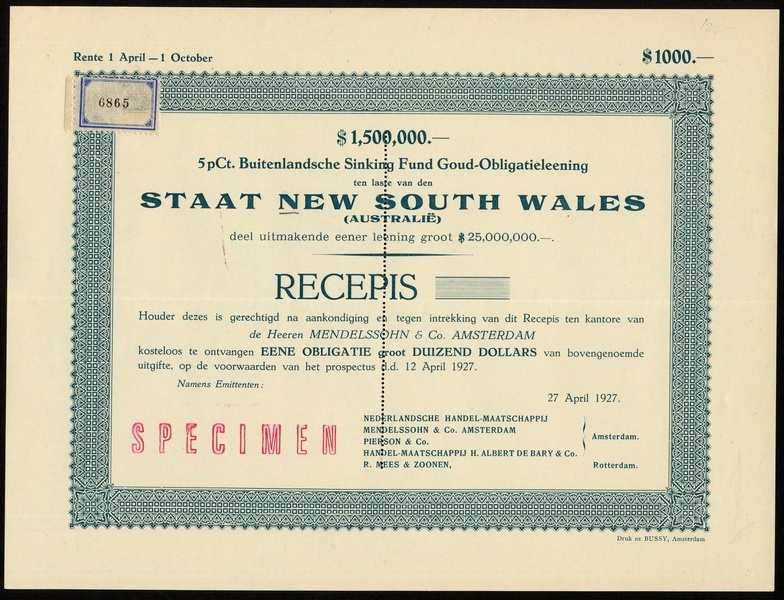 Rente 1 April — 1 October
$ 1000.—
6865
$ 1,500,000.—
5 pCt. Buitenlandsche Sinking Fund Goud-Obligatieleening
ten laste van den
STAAT NEW SOUTH WALES
(AUSTRALIË)
deel uitmakende eener leening groot $ 25,000,000.—.
RECEPIS
Houder dezes is gerechtigd na aankondiging en tegen intrekking van dit Recepis ten kantore van
de Heeren MENDELSSOHN & Co. AMSTERDAM
kosteloos te ontvangen EENE OBLIGATIE groot DUIZEND DOLLARS van bovengenoemde
uitgifte, op de voorwaarden van het prospectus d.d. 12 April 1927.
Namens Emittenten:
27 April 1927.
SPECIMEN
NEDERLANDSCHE HANDEL-MAATSCHAPPIJ
MENDELSSOHN & Co. AMSTERDAM
PIERSON & Co.
HANDEL-MAATSCHAPPIJ H. ALBERT DE BARY & Co.
Amsterdam.
R. MEES & ZOONEN,
Rotterdam.
Druk DE BUSSY, Amsterdam